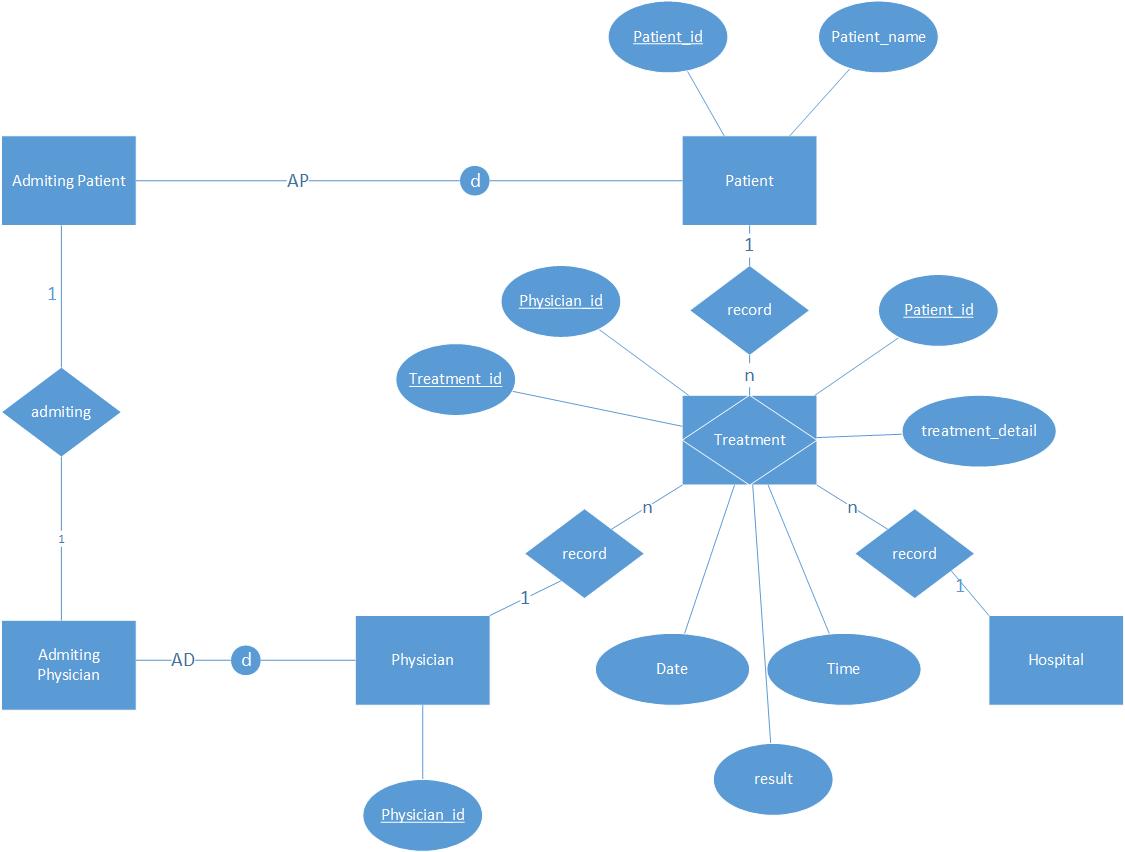 Patient_id
Patient_name
Admiting Patient
AP
d
Patient
1
1
Physician_id
record
Patient_id
Treatment_id
n
admiting
Treatment
treatment_detail
n
n
record
record
1
1
1
Admiting
Physician
AD
d
Physician
Date
Time
Hospital
result
Physician_id